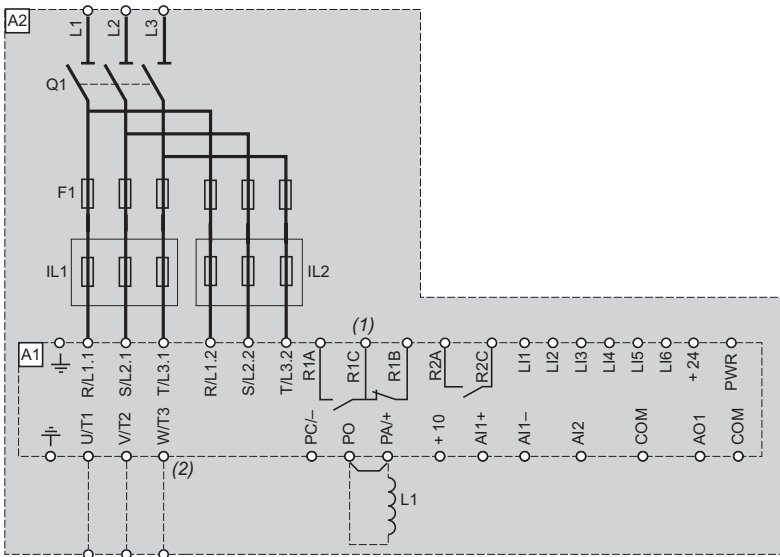 A2
L1
L2
L3
Q1
F1
IL1
IL2
(1)
A1
R/L1.1
S/L2.1
T/L3.1
R/L1.2
S/L2.2
T/L3.2
R1A
R1C
R1B
R2A
R2C
LI1
LI2
LI3
LI4
LI5
LI6
+ 24
PWR
U/T1
V/T2
W/T3
PC/–
PO
PA/+
+ 10
AI1+
AI1–
AI2
COM
AO1
COM
(2)
L1